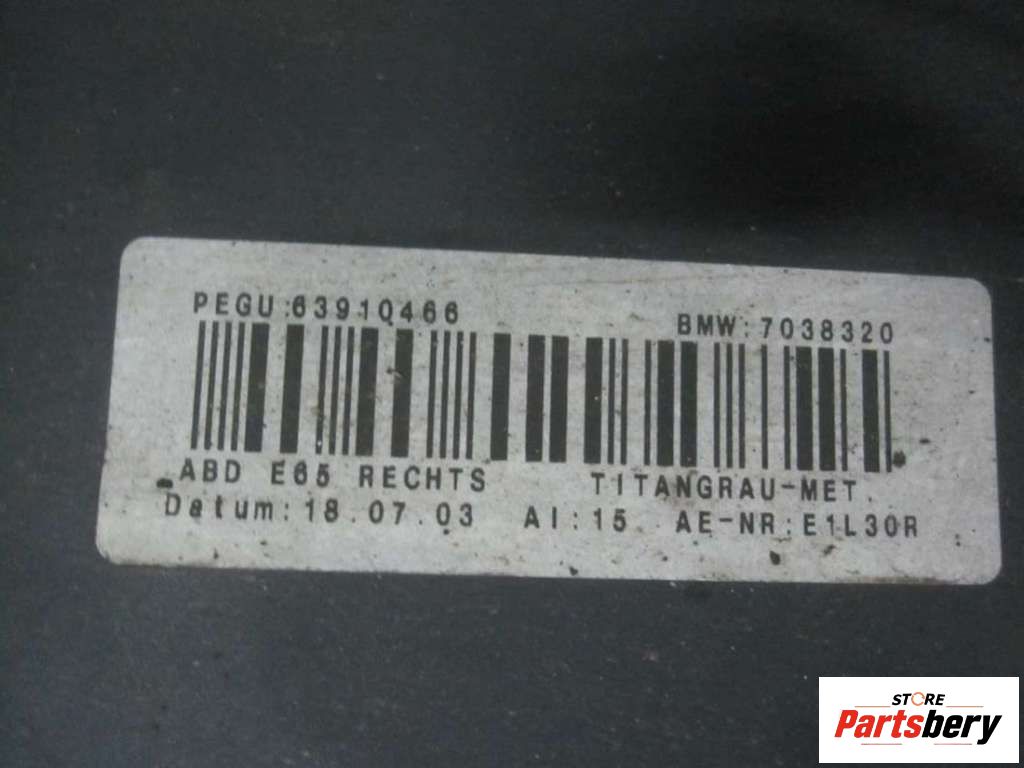 PEGU:63910466 BMW:7038320
ABD E65 RECHTS TITANGRAU-MET.
Datum:18.07.03 AI:15 AE-NR:E1L30R
STORE
Partsbery